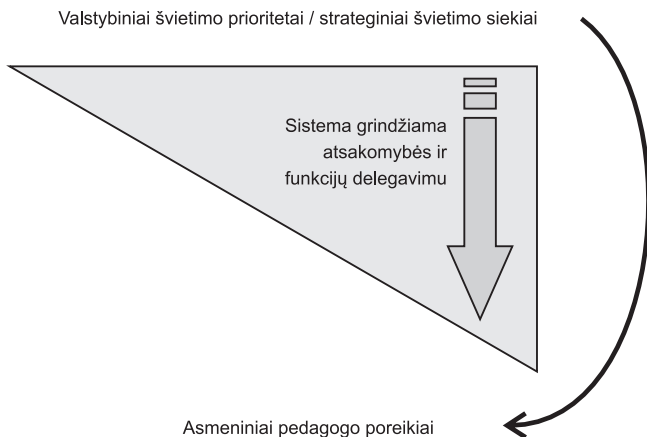 Valstybiniai švietimo prioritetai / strateginiai švietimo siekiai
Sistema grindžiama
atsakomybės ir
funkcijų delegavimu
Asmeniniai pedagogo poreikiai